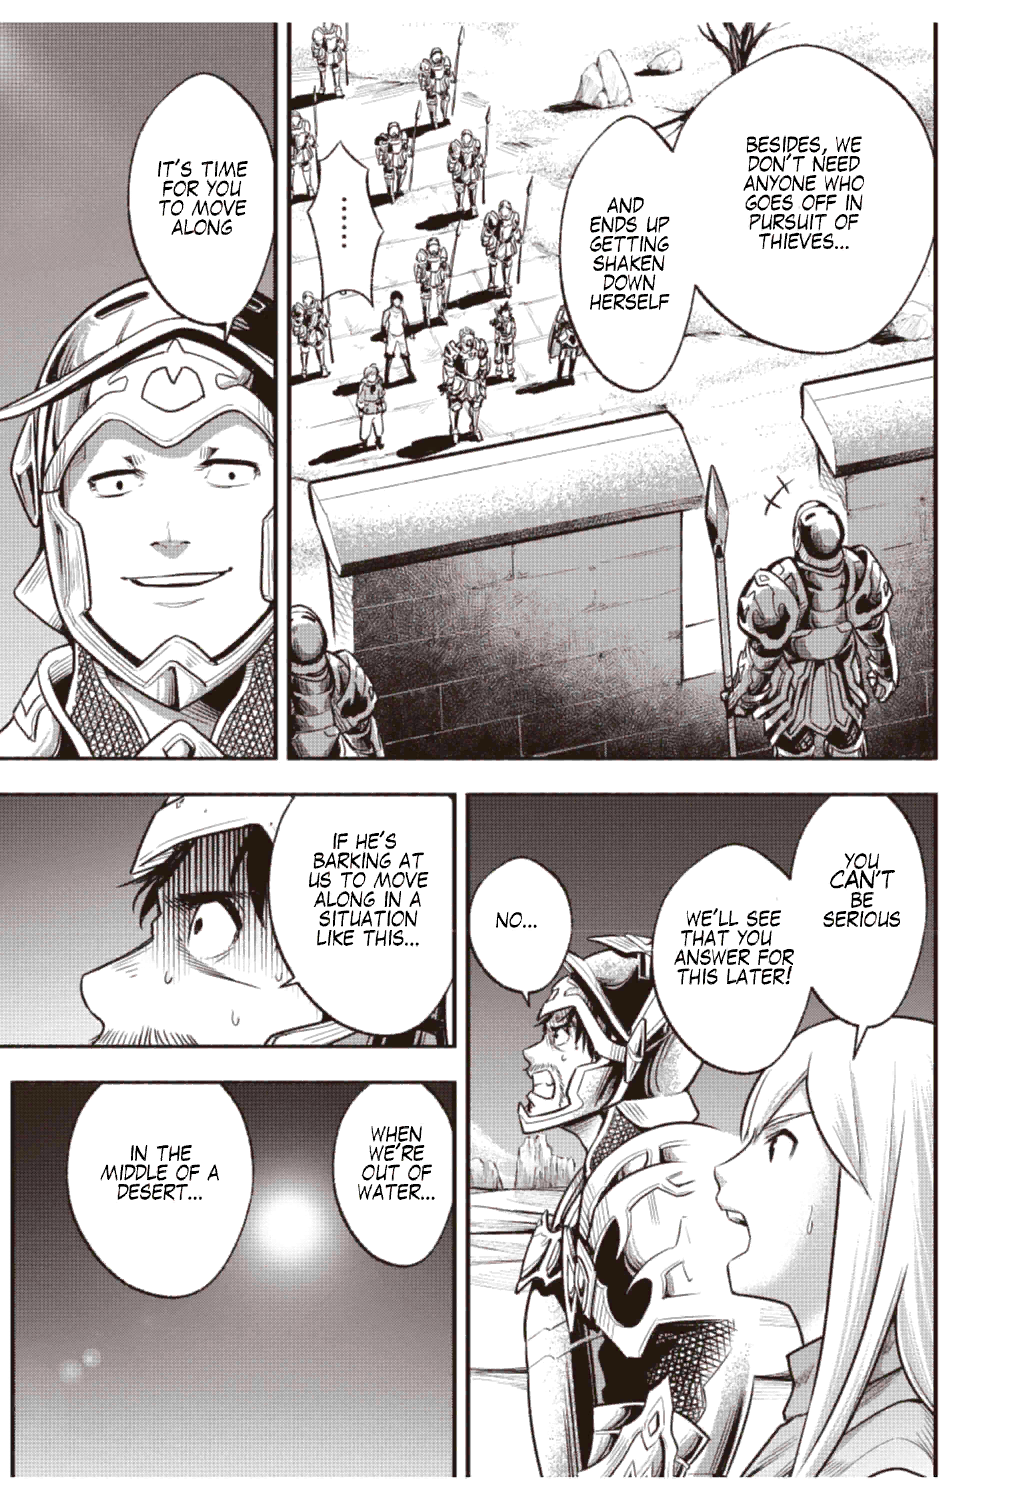 BESIDES, WE
DON'T NEED
ANYONE WHO
GOES OFF IN
PURSUIT OF
THIEVES...
AND
ENDS UP
GETTING
SHAKEN
DOWN
HERSELF
......
IT'S TIME
FOR YOU
TO MOVE
ALONG
YOU
CAN'T
BE
SERIOUS
WE'LL SEE
THAT YOU
ANSWER FOR
THIS LATER!
NO...
IF HE'S
BARKING AT
US TO MOVE
ALONG IN A
SITUATION
LIKE THIS...
WHEN
WE'RE
OUT OF
WATER...
IN THE
MIDDLE OF A
DESERT...